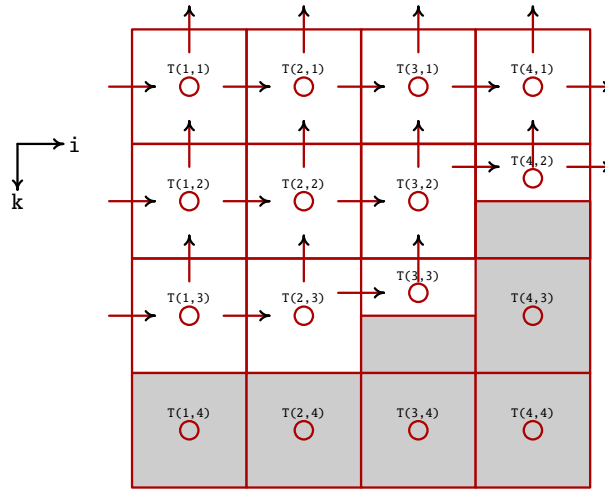 T(1,1) T(2,1) T(3,1) T(4,1)
i
T(1,2) T(2,2) T(3,2) T(4,2)
k
T(1,3) T(2,3) T(3,3) T(4,3)
T(1,4) T(2,4) T(3,4) T(4,4)